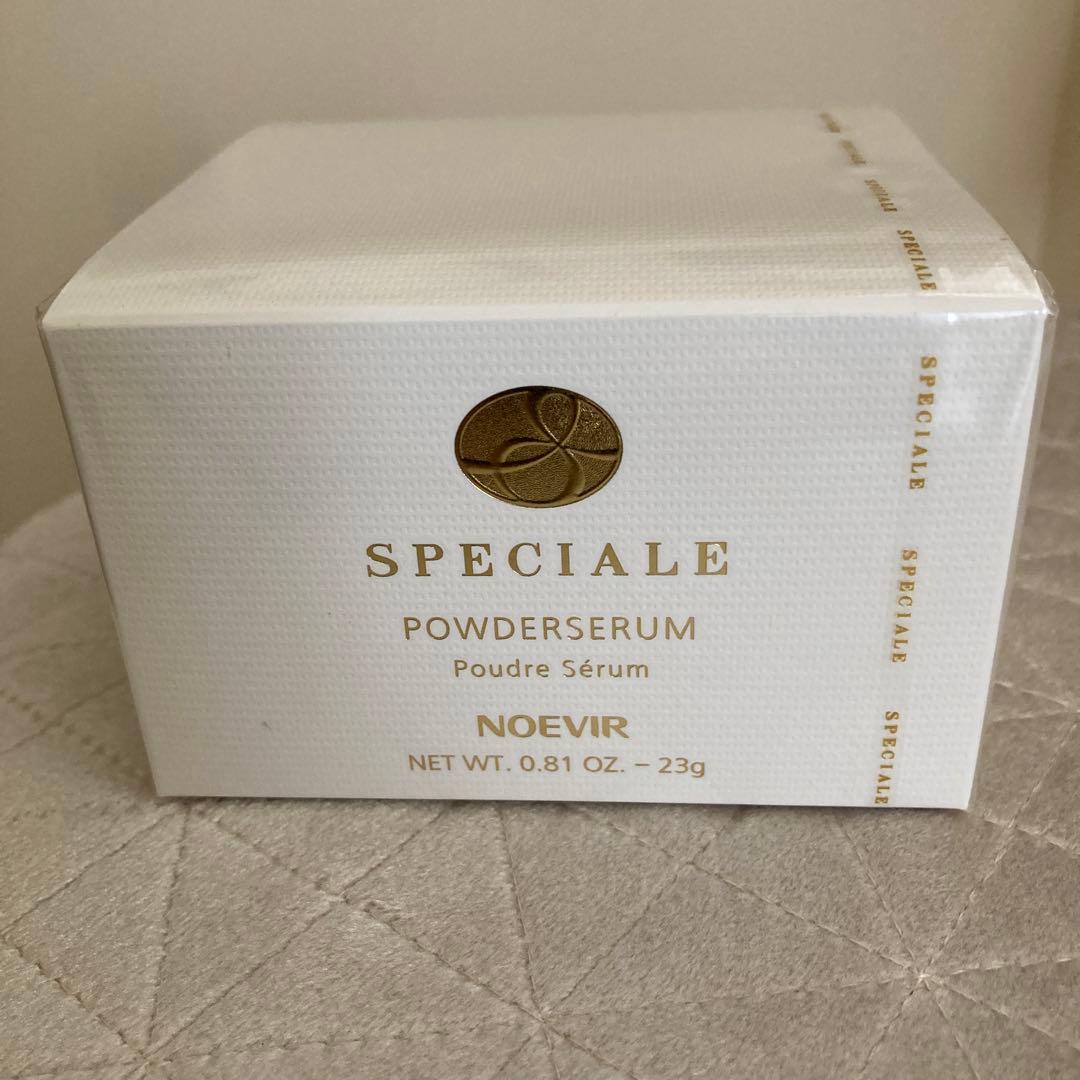 SPECIALE
POWDERSERUM
Poudre Sérum
NOEVIR
NET WT. 0.81 OZ. – 23g
SPECIALE
SPECIALE
SPECIALE
SPECIALE
SPECIALE